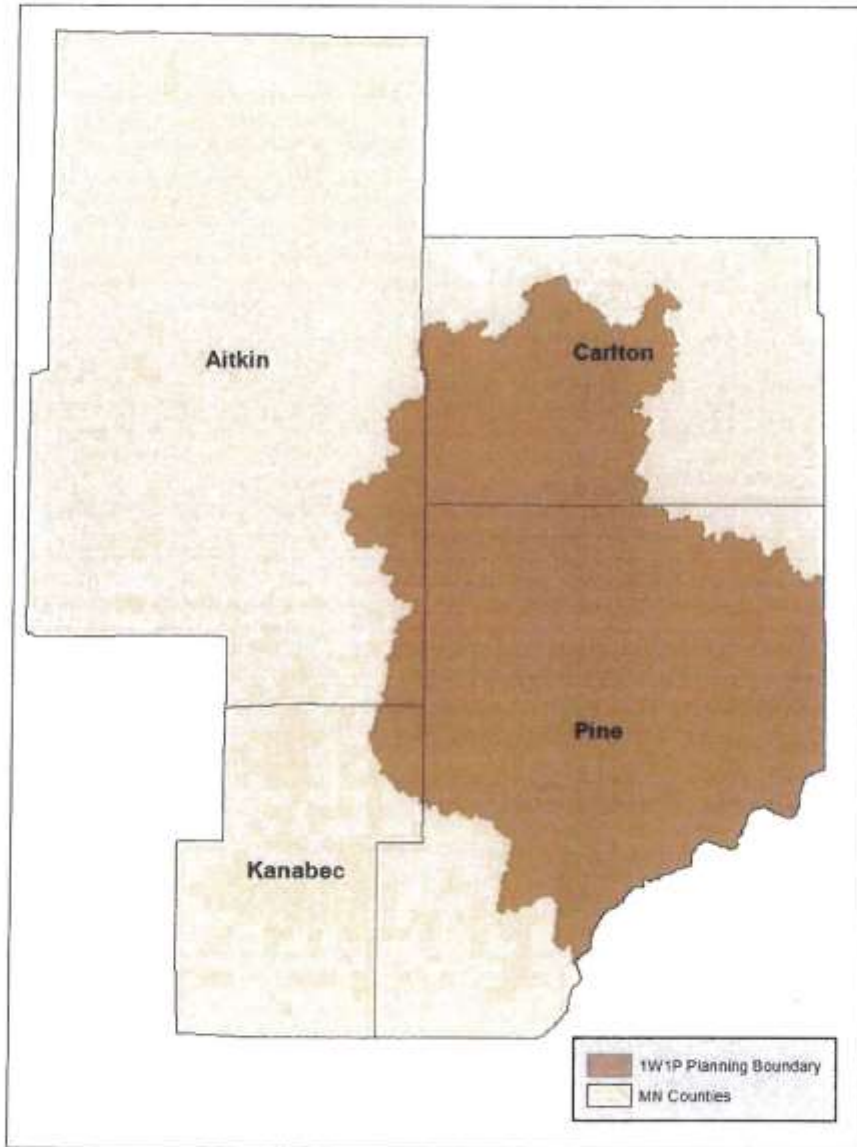 Aitkin
Carlton
Pine
Kanabec
1W1P Planning Boundary
MN Counties